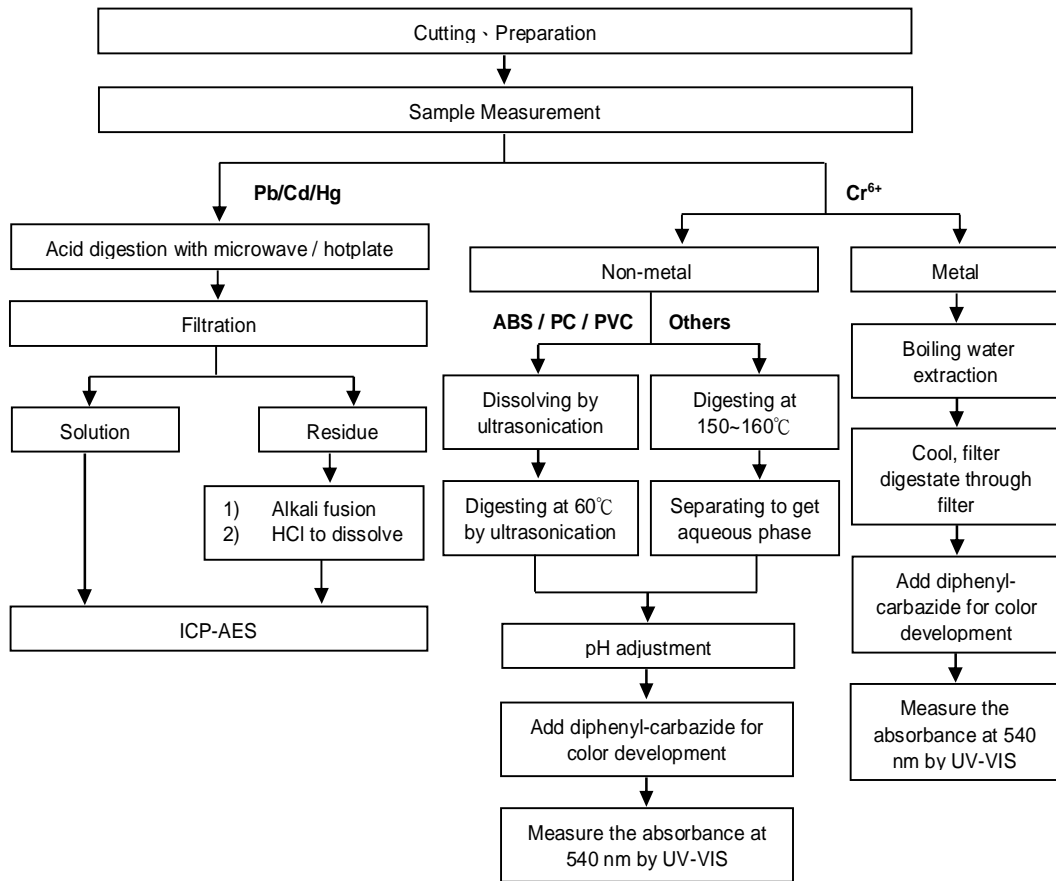 Cutting、Preparation
Sample Measurement
Pb/Cd/Hg
Cr⁶⁺
Acid digestion with microwave / hotplate
Non-metal
Metal
Filtration
ABS / PC / PVC
Others
Boiling water
extraction
Solution
Residue
Dissolving by
ultrasonication
Digesting at
150~160℃
Cool, filter
digestate through
filter
1) Alkali fusion
2) HCl to dissolve
Digesting at 60℃
by ultrasonication
Separating to get
aqueous phase
Add diphenyl-
carbazide for color
development
ICP-AES
pH adjustment
Measure the
absorbance at 540
nm by UV-VIS
Add diphenyl-carbazide for
color development
Measure the absorbance at
540 nm by UV-VIS